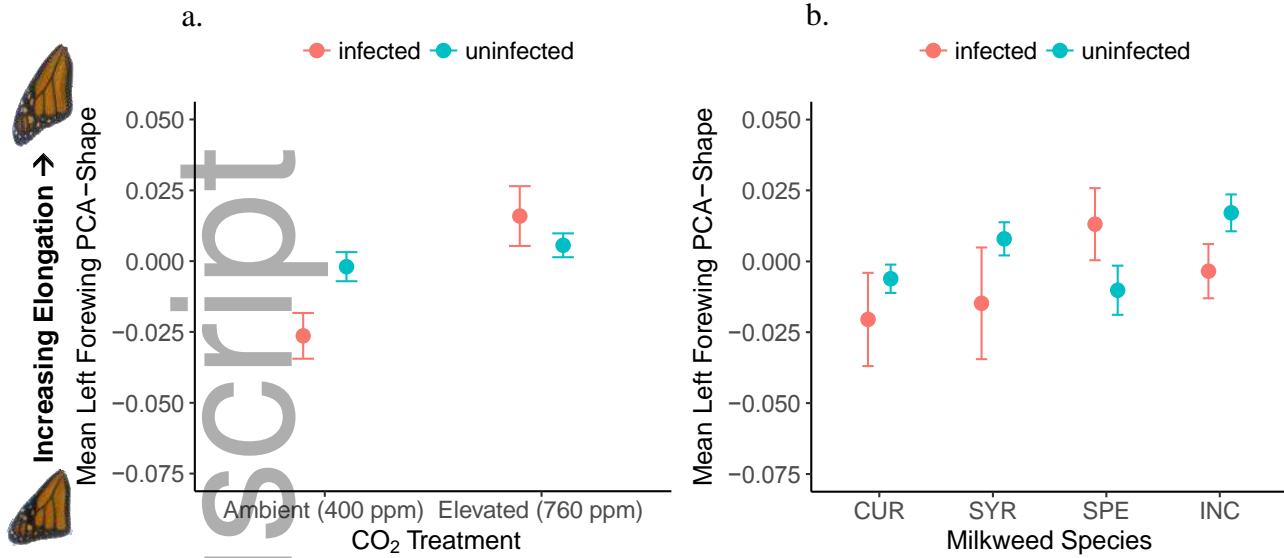 a.
infected uninfected
Increasing Elongation →
Mean Left Forewing PCA−Shape
0.050
0.025
0.000
−0.025
−0.050
−0.075
Ambient (400 ppm) Elevated (760 ppm)
CO₂ Treatment
script
b.
infected uninfected
Mean Left Forewing PCA−Shape
0.050
0.025
0.000
−0.025
−0.050
−0.075
CUR SYR SPE INC
Milkweed Species